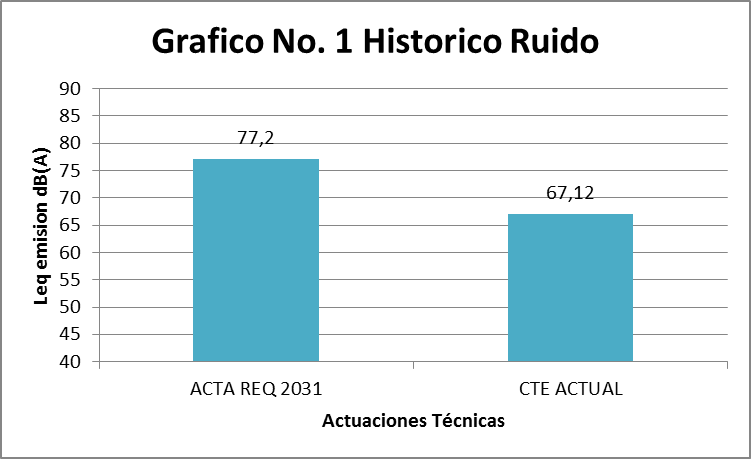 Grafico No. 1 Historico Ruido
Leq emision dB(A)
90
85
80
75
70
65
60
55
50
45
40
77,2
67,12
ACTA REQ 2031
CTE ACTUAL
Actuaciones Técnicas